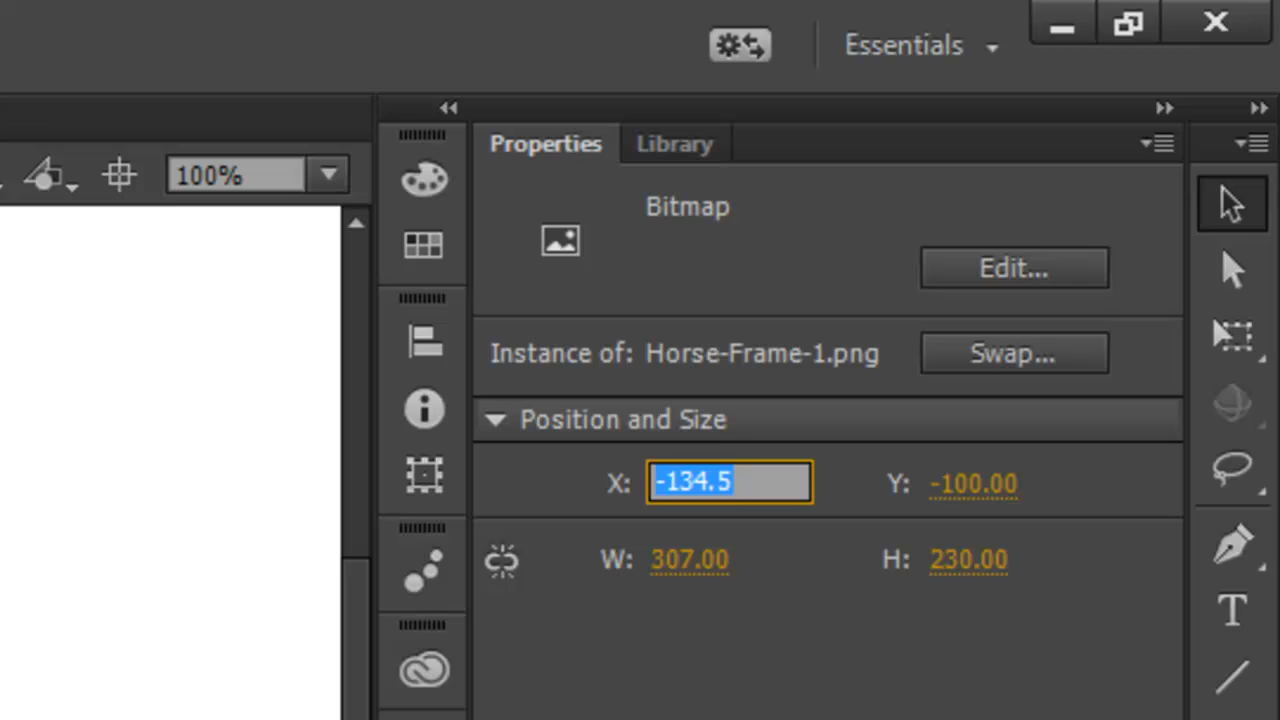 Essentials
100%
Properties
Library
Bitmap
Edit...
Instance of: Horse-Frame-1.png
Swap...
Position and Size
X: -134.5
Y: -100.00
W: 307.00
H: 230.00